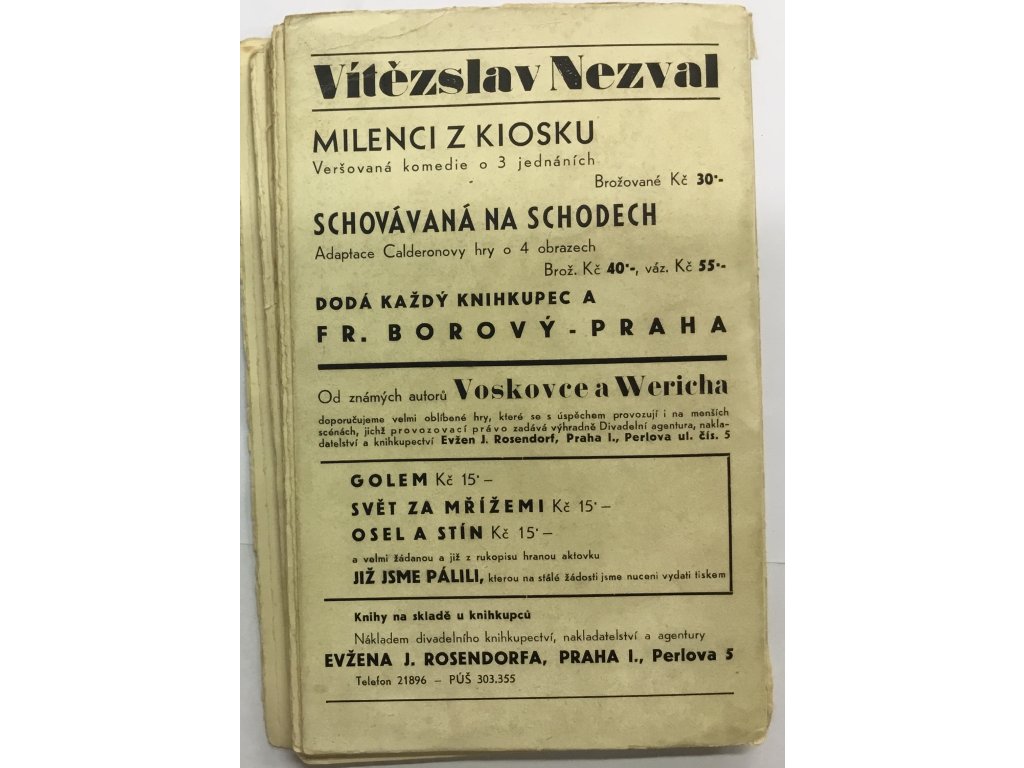 Vítězslav Nezval
MILENCI Z KIOSKU
Veršovaná komedie o 3 jednáních
Brožované Kč 30·-
SCHOVÁVANÁ NA SCHODECH
Adaptace Calderonovy hry o 4 obrazech
Brož. Kč 40·-, váz. Kč 55·-
DODÁ KAŽDÝ KNIHKUPEC A
FR. BOROVÝ - PRAHA
Od známých autorů Voskovce a Wericha
doporučujeme velmi oblíbené hry, které se s úspěchem provozují i na menších
scénách, jichž provozovací právo zadává výhradně Divadelní agentura, nakla-
datelství a knihkupectví Evžen J. Rosendorf, Praha I., Perlova ul. čís. 5
GOLEM Kč 15·—
SVĚT ZA MŘÍŽEMI Kč 15·—
OSEL A STÍN Kč 15·—
a velmi žádanou a již z rukopisu hranou aktovku
JIŽ JSME PÁLILI, kterou na stálé žádosti jsme nuceni vydati tiskem
Knihy na skladě u knihkupců
Nákladem divadelního knihkupectví, nakladatelství a agentury
EVŽENA J. ROSENDORFA, PRAHA I., Perlova 5
Telefon 21896 — PÚŠ 303.355